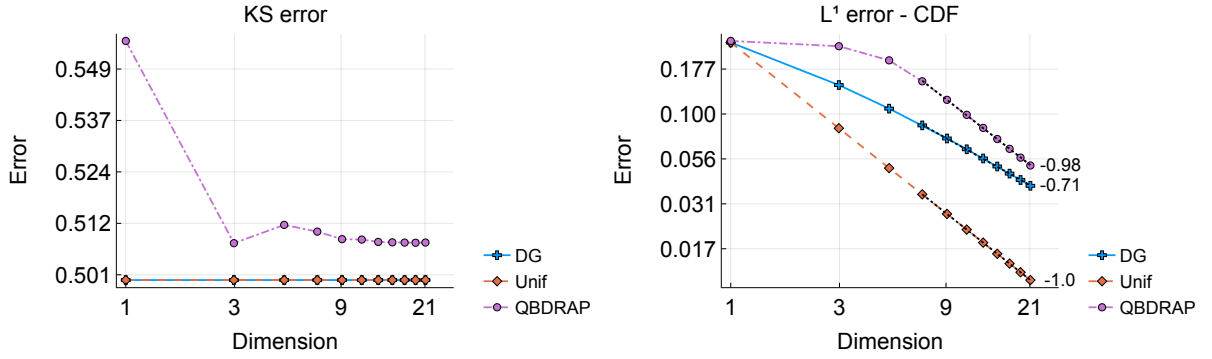 KS error
Error
0.549
0.537
0.524
0.512
0.501
1
3
9
21
Dimension
DG
Unif
QBDRAP
L¹ error - CDF
Error
0.177
0.100
0.056
0.031
0.017
-0.98
-0.71
-1.0
1
3
9
21
Dimension
DG
Unif
QBDRAP